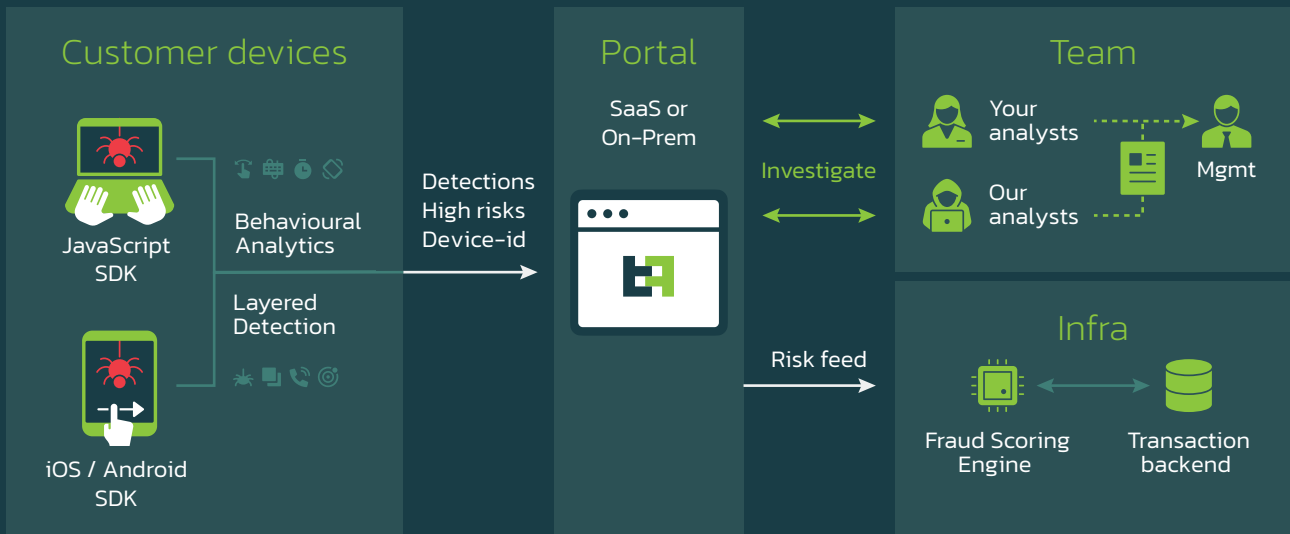 Customer devices
JavaScript
SDK
Behavioural
Analytics
Layered
Detection
iOS / Android
SDK
Detections
High risks
Device-id
Portal
SaaS or
On-Prem
Investigate
Risk feed
Team
Your
analysts
Our
analysts
Mgmt
Infra
Fraud Scoring
Engine
Transaction
backend